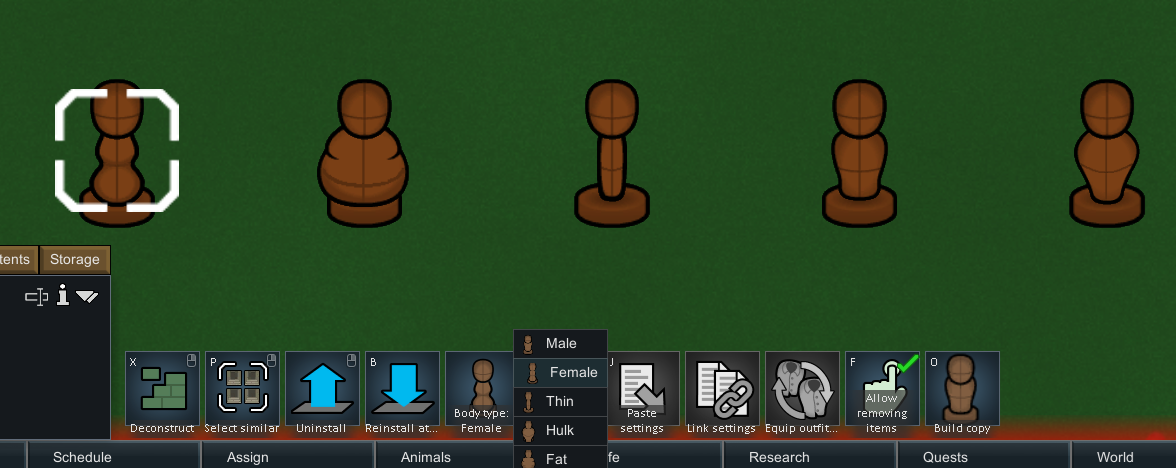 tents
Storage
Male
Female
Thin
Hulk
Fat
X
Deconstruct
P
Select similar
Uninstall
B
Reinstall at...
Body type:
Female
J
Paste
settings
Link settings
Equip outfit...
F
Allow
removing
items
O
Build copy
Schedule
Assign
Animals
fe
Research
Quests
World